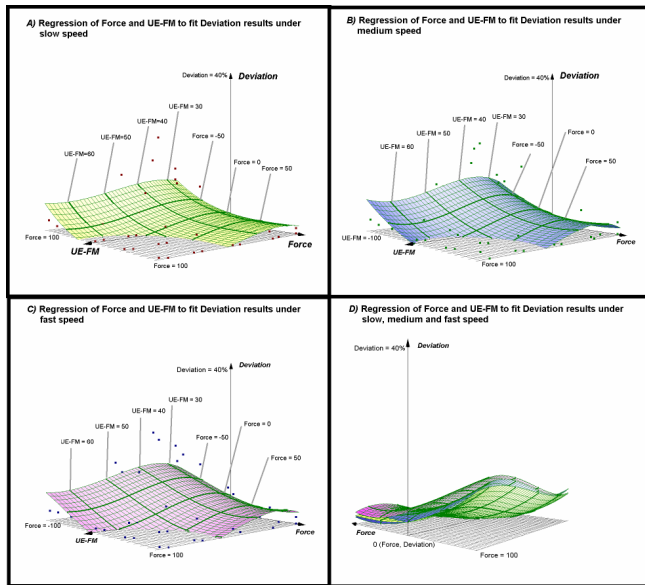 A) Regression of Force and UE-FM to fit Deviation results under
slow speed
Deviation = 40%
Deviation
UE-FM = 30
UE-FM=40
UE-FM=50
UE-FM=60
Force = -50
Force = 0
Force = 50
Force = 100
UE-FM
Force
Force = 100
B) Regression of Force and UE-FM to fit Deviation results under
medium speed
Deviation = 40%
Deviation
UE-FM = 30
UE-FM = 40
UE-FM = 50
UE-FM = 60
Force = -50
Force = 0
Force = 50
UE-FM = -100
UE-FM
Force
Force = 100
C) Regression of Force and UE-FM to fit Deviation results under
fast speed
Deviation = 40%
Deviation
UE-FM = 30
UE-FM = 40
UE-FM = 50
UE-FM = 60
Force = -50
Force = 0
Force = 50
Force = -100
UE-FM
Force
Force = 100
D) Regression of Force and UE-FM to fit Deviation results under
slow, medium and fast speed
Deviation = 40%
Deviation
Force
0 (Force, Deviation)
Force = 100